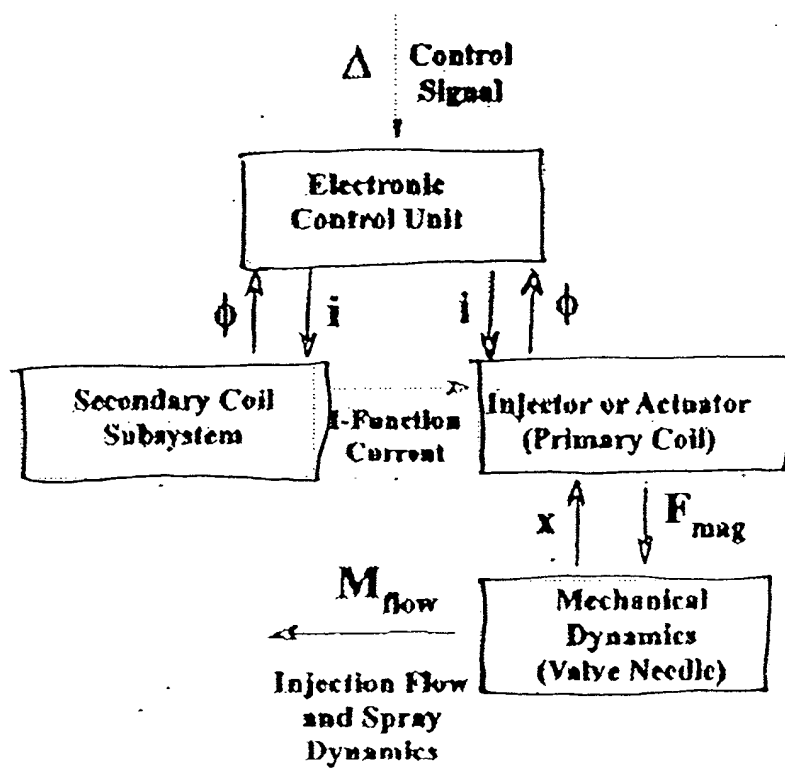 Δ Control
Signal
Electronic
Control Unit
ϕ i i ϕ
Secondary Coil
Subsystem
I-Function
Current
Injector or Actuator
(Primary Coil)
x F mag
M flow
Mechanical
Dynamics
(Valve Needle)
Injection Flow
and Spray
Dynamics